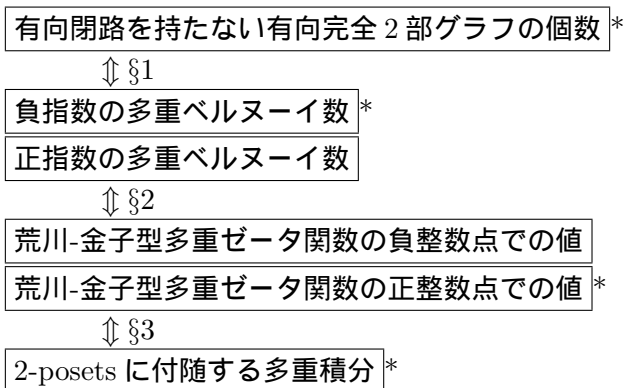 有向閉路を持たない有向完全 2 部グラフの個数 *
⇕ §1
負指数の多重ベルヌーイ数 *
正指数の多重ベルヌーイ数
⇕ §2
荒川-金子型多重ゼータ関数の負整数点での値
荒川-金子型多重ゼータ関数の正整数点での値 *
⇕ §3
2-posets に付随する多重積分 *